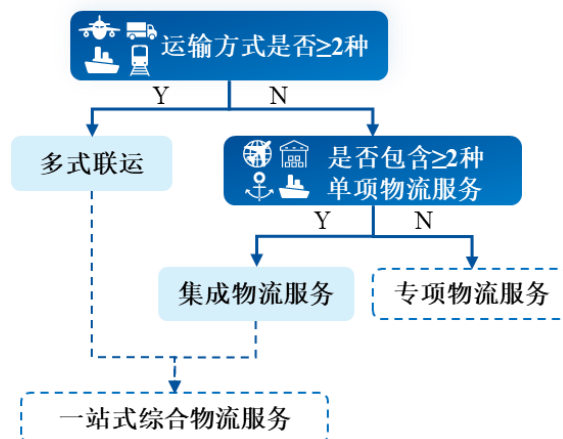 运输方式是否≥2种
Y
N
多式联运
是否包含≥2种
单项物流服务
Y
N
集成物流服务
专项物流服务
一站式综合物流服务